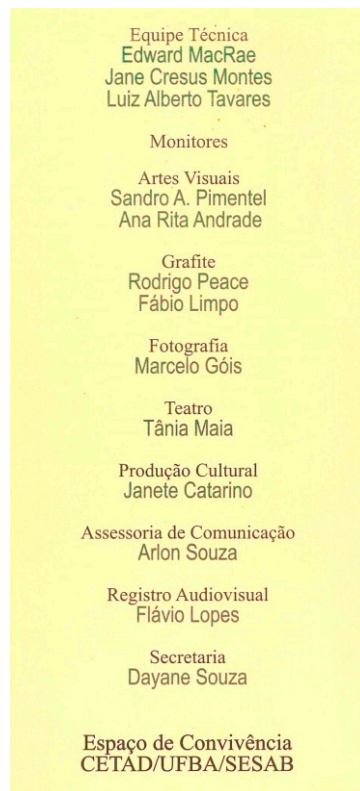 Equipe Técnica
Edward MacRae
Jane Cresus Montes
Luiz Alberto Tavares
Monitores
Artes Visuais
Sandro A. Pimentel
Ana Rita Andrade
Grafite
Rodrigo Peace
Fábio Limpo
Fotografia
Marcelo Góis
Teatro
Tânia Maia
Produção Cultural
Janete Catarino
Assessoria de Comunicação
Arlon Souza
Registro Audiovisual
Flávio Lopes
Secretaria
Dayane Souza
Espaço de Convivência
CETAD/UFBA/SESAB